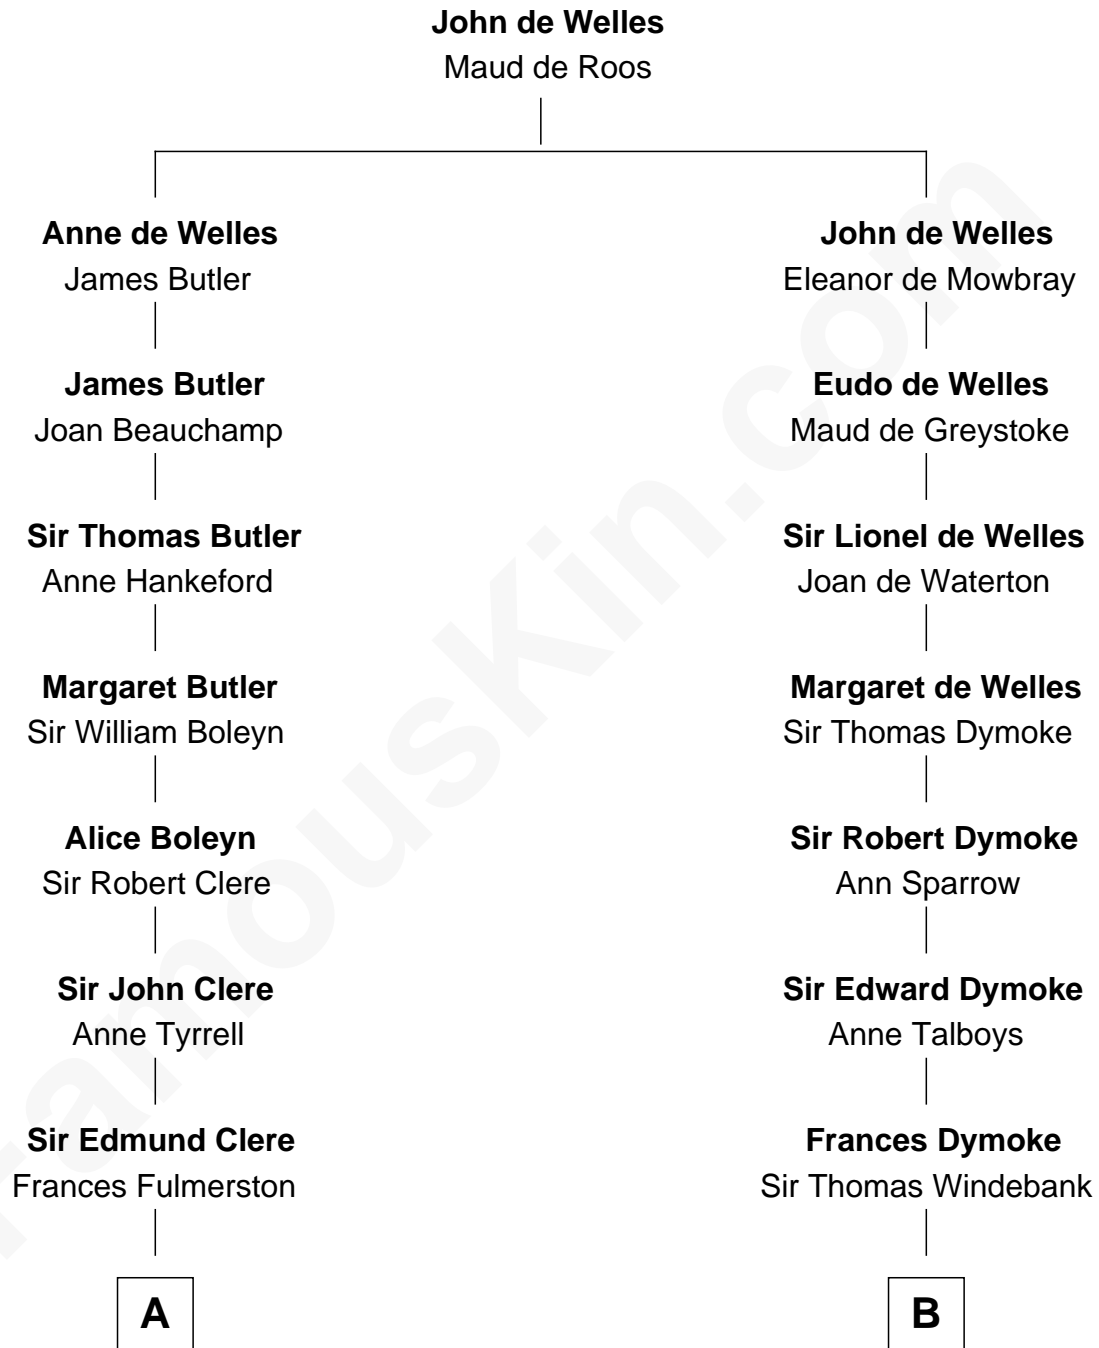 John de Welles
Maud de Roos
Anne de Welles
James Butler
John de Welles
Eleanor de Mowbray
James Butler
Joan Beauchamp
Eudo de Welles
Maud de Greystoke
Sir Thomas Butler
Anne Hankeford
Sir Lionel de Welles
Joan de Waterton
Margaret Butler
Sir William Boleyn
Margaret de Welles
Sir Thomas Dymoke
Alice Boleyn
Sir Robert Clere
Sir Robert Dymoke
Ann Sparrow
Sir John Clere
Anne Tyrrell
Sir Edward Dymoke
Anne Talboys
Sir Edmund Clere
Frances Fulmerston
Frances Dymoke
Sir Thomas Windebank
A
B
FamousKin.com